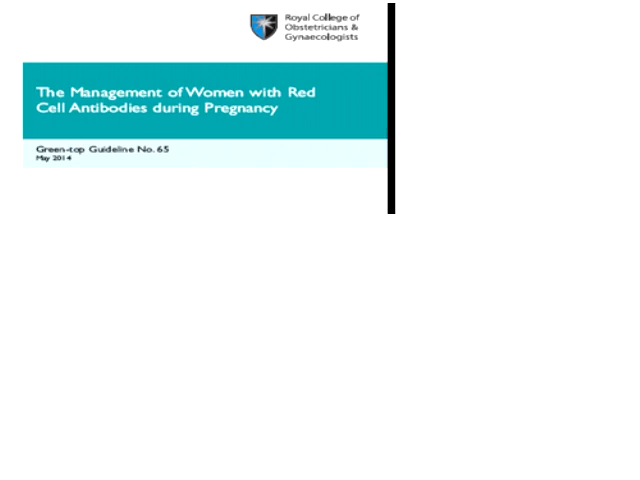 Royal College of
Obstetricians &
Gynaecologists
The Management of Women with Red
Cell Antibodies during Pregnancy
Green-top Guideline No. 65
May 2014